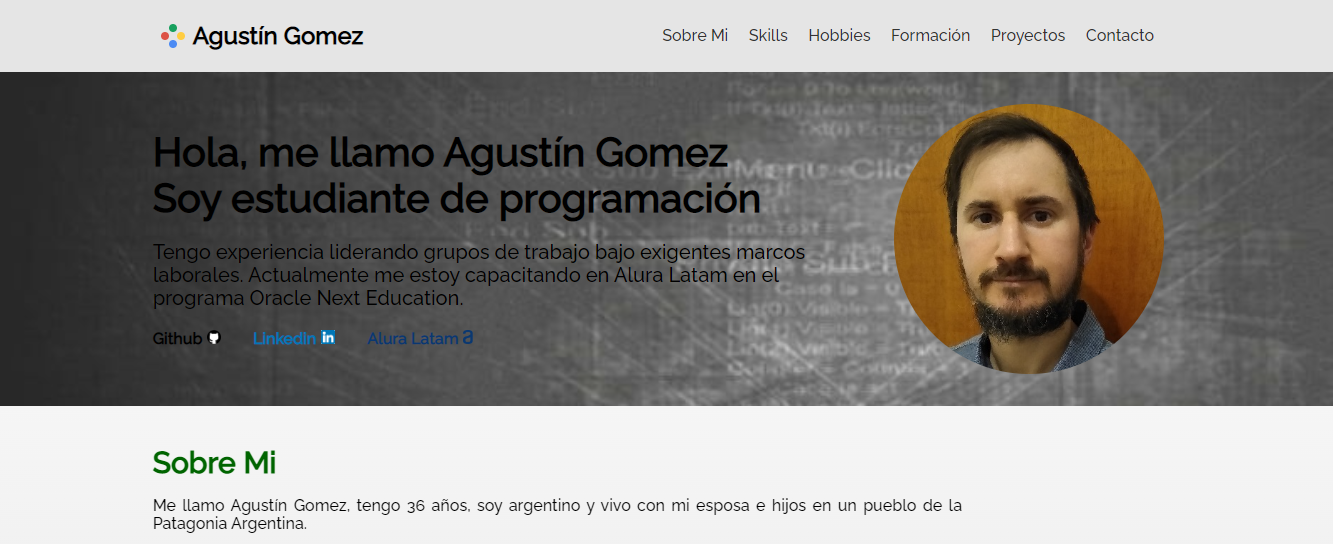 Agustín Gomez
Sobre Mi Skills Hobbies Formación Proyectos Contacto
Hola, me llamo Agustín Gomez
Soy estudiante de programación
Tengo experiencia liderando grupos de trabajo bajo exigentes marcos
laborales. Actualmente me estoy capacitando en Alura Latam en el
programa Oracle Next Education.
Github LinkedIn in Alura Latam a
Sobre Mi
Me llamo Agustín Gomez, tengo 36 años, soy argentino y vivo con mi esposa e hijos en un pueblo de la
Patagonia Argentina.